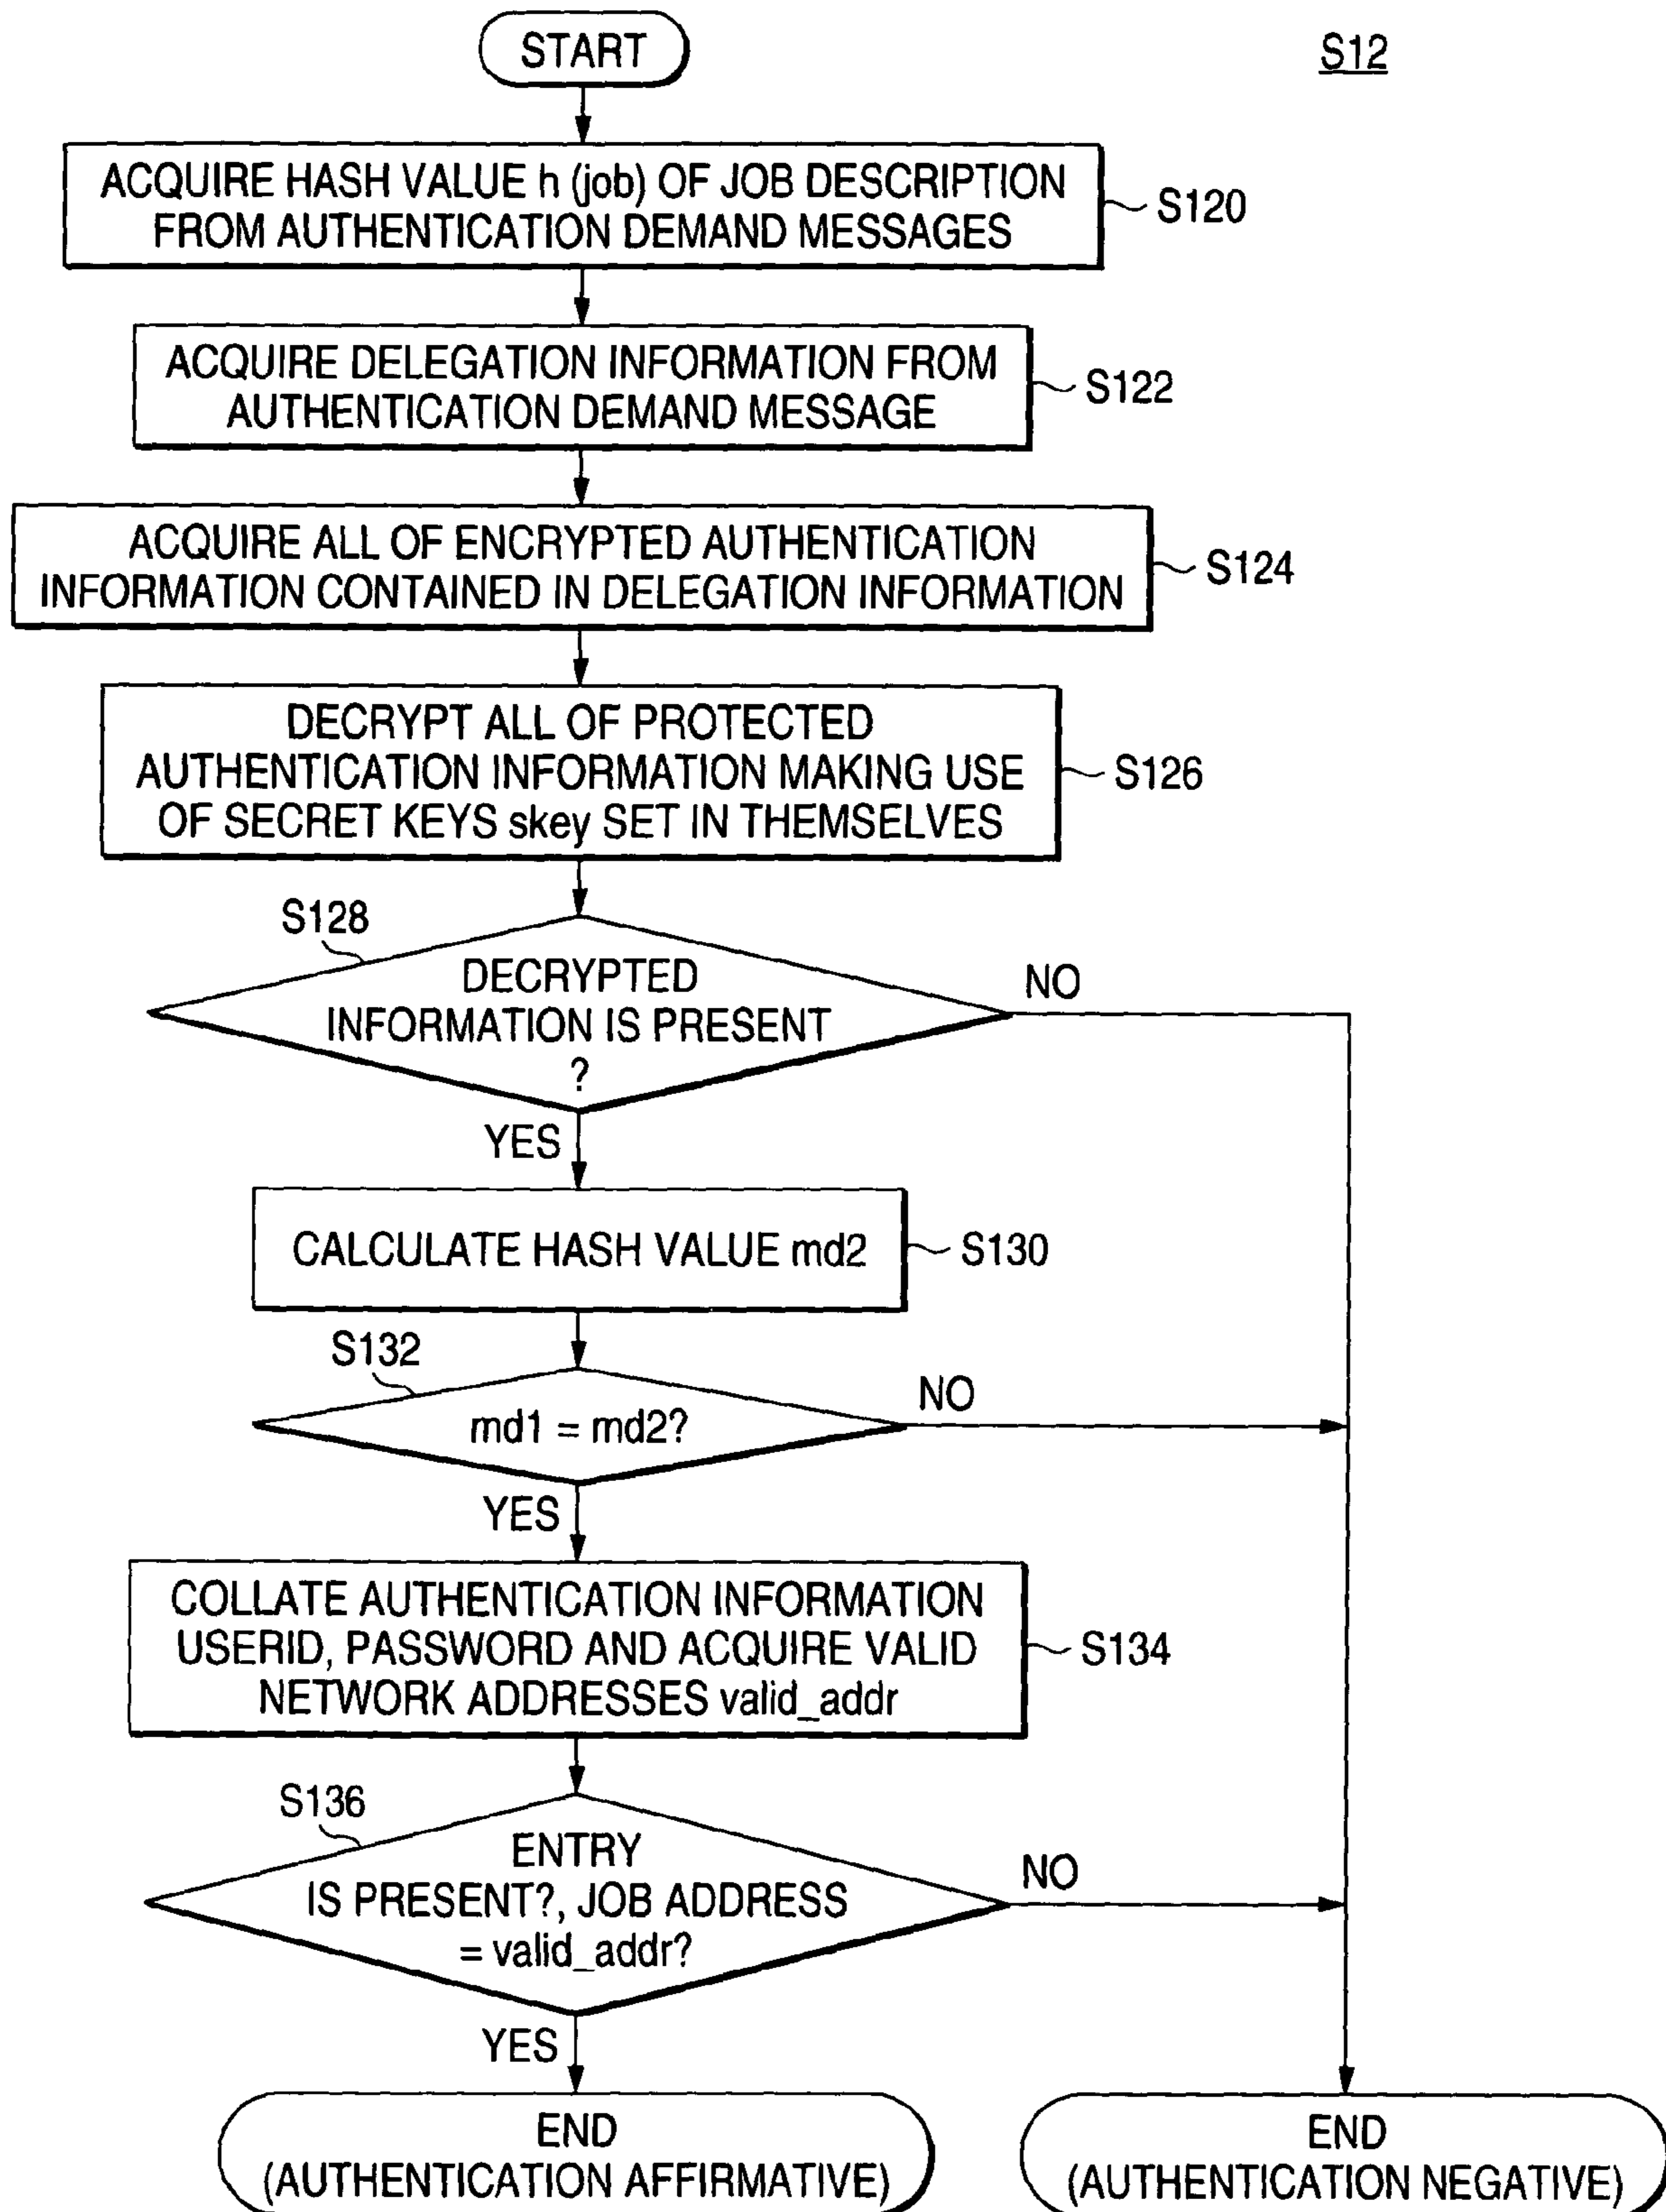 START
S12
ACQUIRE HASH VALUE h (job) OF JOB DESCRIPTION
FROM AUTHENTICATION DEMAND MESSAGES
S120
ACQUIRE DELEGATION INFORMATION FROM
AUTHENTICATION DEMAND MESSAGE
S122
ACQUIRE ALL OF ENCRYPTED AUTHENTICATION
INFORMATION CONTAINED IN DELEGATION INFORMATION
S124
DECRYPT ALL OF PROTECTED
AUTHENTICATION INFORMATION MAKING USE
OF SECRET KEYS skey SET IN THEMSELVES
S126
S128
DECRYPTED
INFORMATION IS PRESENT
?
NO
YES
CALCULATE HASH VALUE md2
S130
S132
md1 = md2?
NO
YES
COLLATE AUTHENTICATION INFORMATION
USERID, PASSWORD AND ACQUIRE VALID
NETWORK ADDRESSES valid_addr
S134
S136
ENTRY
IS PRESENT?, JOB ADDRESS
= valid_addr?
NO
YES
END
(AUTHENTICATION AFFIRMATIVE)
END
(AUTHENTICATION NEGATIVE)